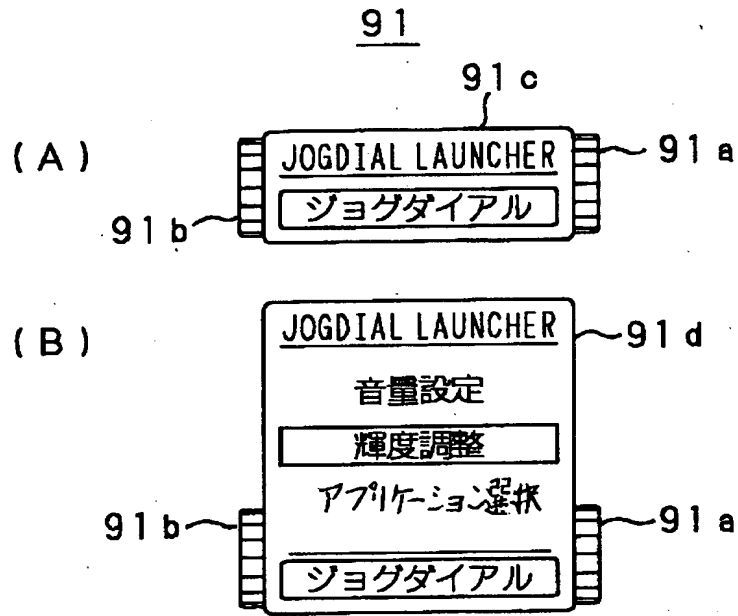 91
91c
(A)
JOGDIAL LAUNCHER
91a
ジョグダイアル
91b
(B)
JOGDIAL LAUNCHER
91d
音量設定
輝度調整
アプリケーション選択
91b
91a
ジョグダイアル